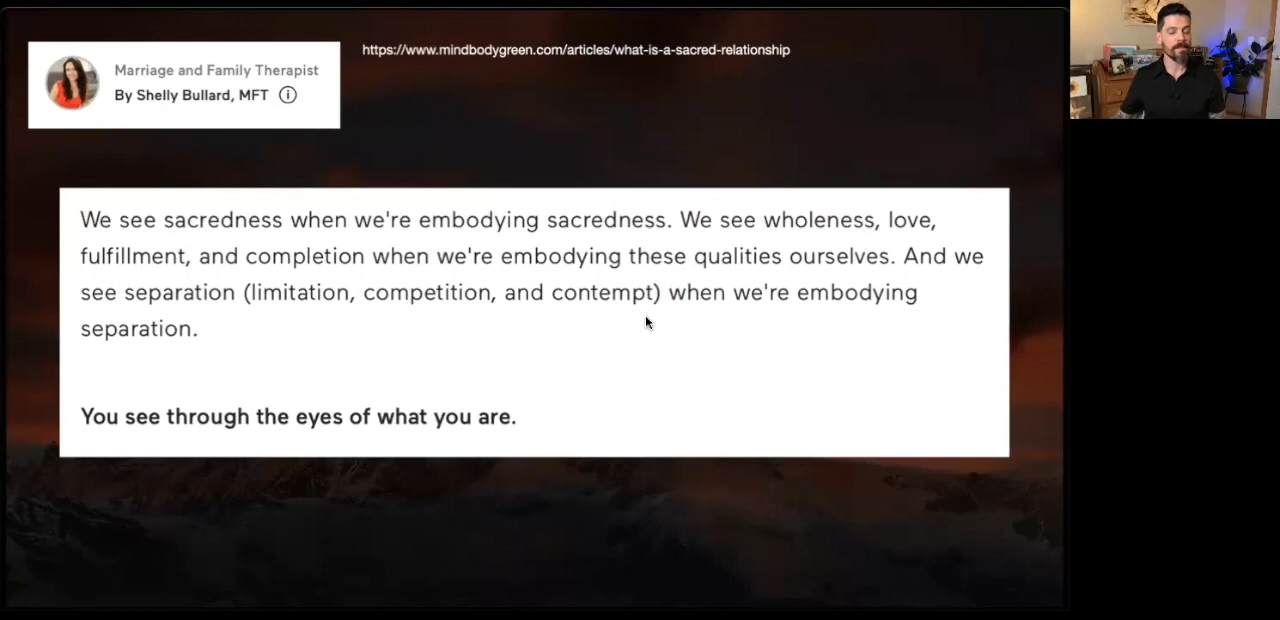 https://www.mindbodygreen.com/articles/what-is-a-sacred-relationship
Marriage and Family Therapist
By Shelly Bullard, MFT
We see sacredness when we're embodying sacredness. We see wholeness, love,
fulfillment, and completion when we're embodying these qualities ourselves. And we
see separation (limitation, competition, and contempt) when we're embodying
separation.
You see through the eyes of what you are.